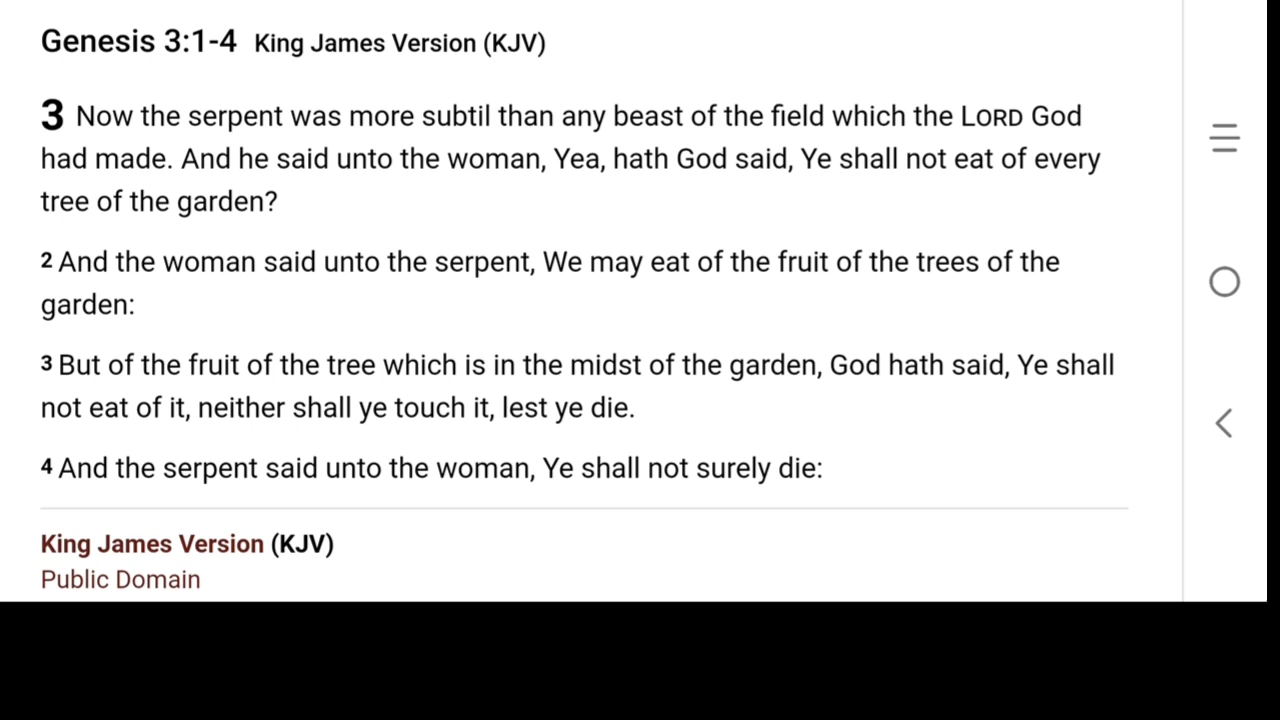 Genesis 3:1-4 King James Version (KJV)
3 Now the serpent was more subtil than any beast of the field which the LORD God
had made. And he said unto the woman, Yea, hath God said, Ye shall not eat of every
tree of the garden?
2 And the woman said unto the serpent, We may eat of the fruit of the trees of the
garden:
3 But of the fruit of the tree which is in the midst of the garden, God hath said, Ye shall
not eat of it, neither shall ye touch it, lest ye die.
4 And the serpent said unto the woman, Ye shall not surely die:
King James Version (KJV)
Public Domain